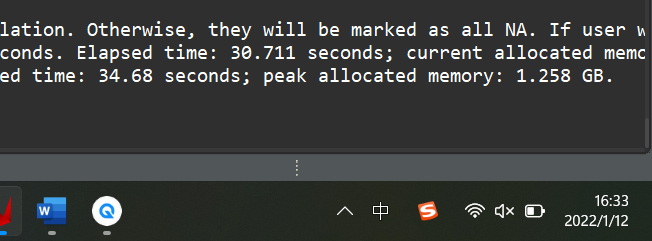 lation. Otherwise, they will be marked as all NA. If user w
conds. Elapsed time: 30.711 seconds; current allocated memo
ed time: 34.68 seconds; peak allocated memory: 1.258 GB.
中
16:33
2022/1/12